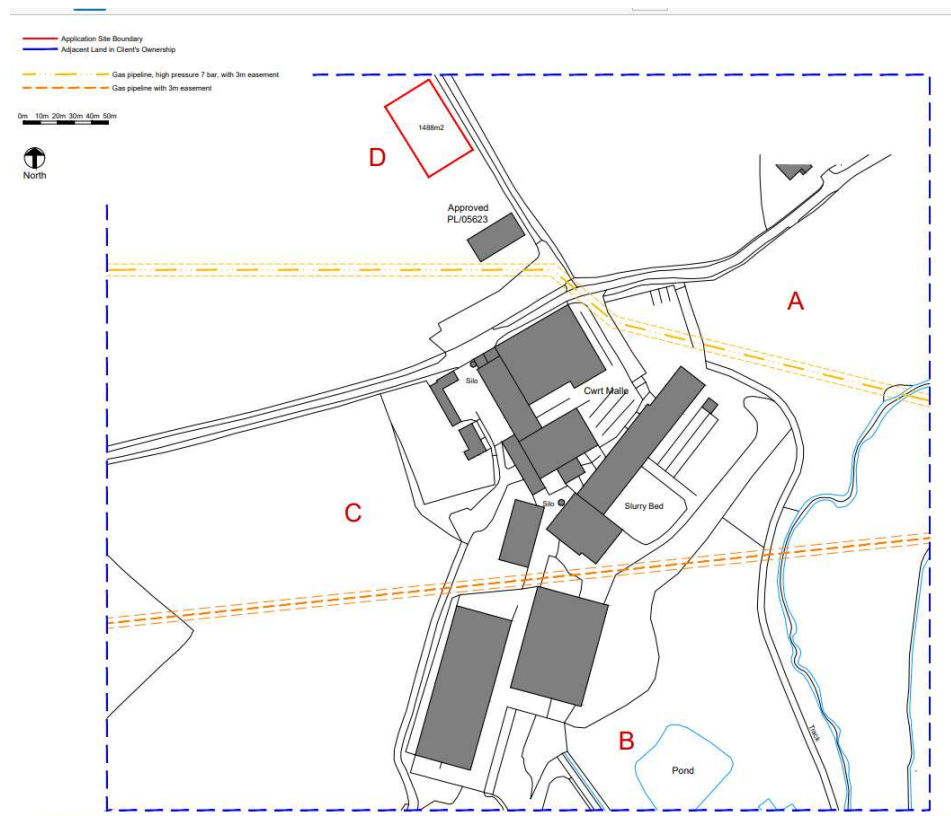 Application Site Boundary
Adjacent Land in Client's Ownership
Gas pipeline, high pressure 7 bar, with 3m easement
Gas pipeline with 3m easement
0m 10m 20m 30m 40m 50m
North
1488m2
D
Approved
PL/05623
A
Silo
Cwrt Malle
C
Silo
Slurry Bed
B
Track
Pond